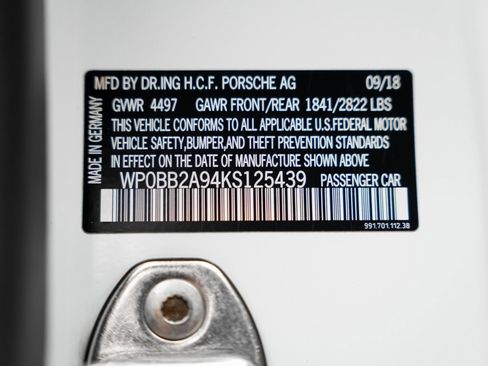 MFD BY DR.ING H.C.F. PORSCHE AG 09/18
GVWR 4497 GAWR FRONT/REAR 1841/2822 LBS
THIS VEHICLE CONFORMS TO ALL APPLICABLE U.S.FEDERAL MOTOR
VEHICLE SAFETY,BUMPER,AND THEFT PREVENTION STANDARDS
IN EFFECT ON THE DATE OF MANUFACTURE SHOWN ABOVE
WP0BB2A94KS125439 PASSENGER CAR
991.701.112.38
MADE IN GERMANY